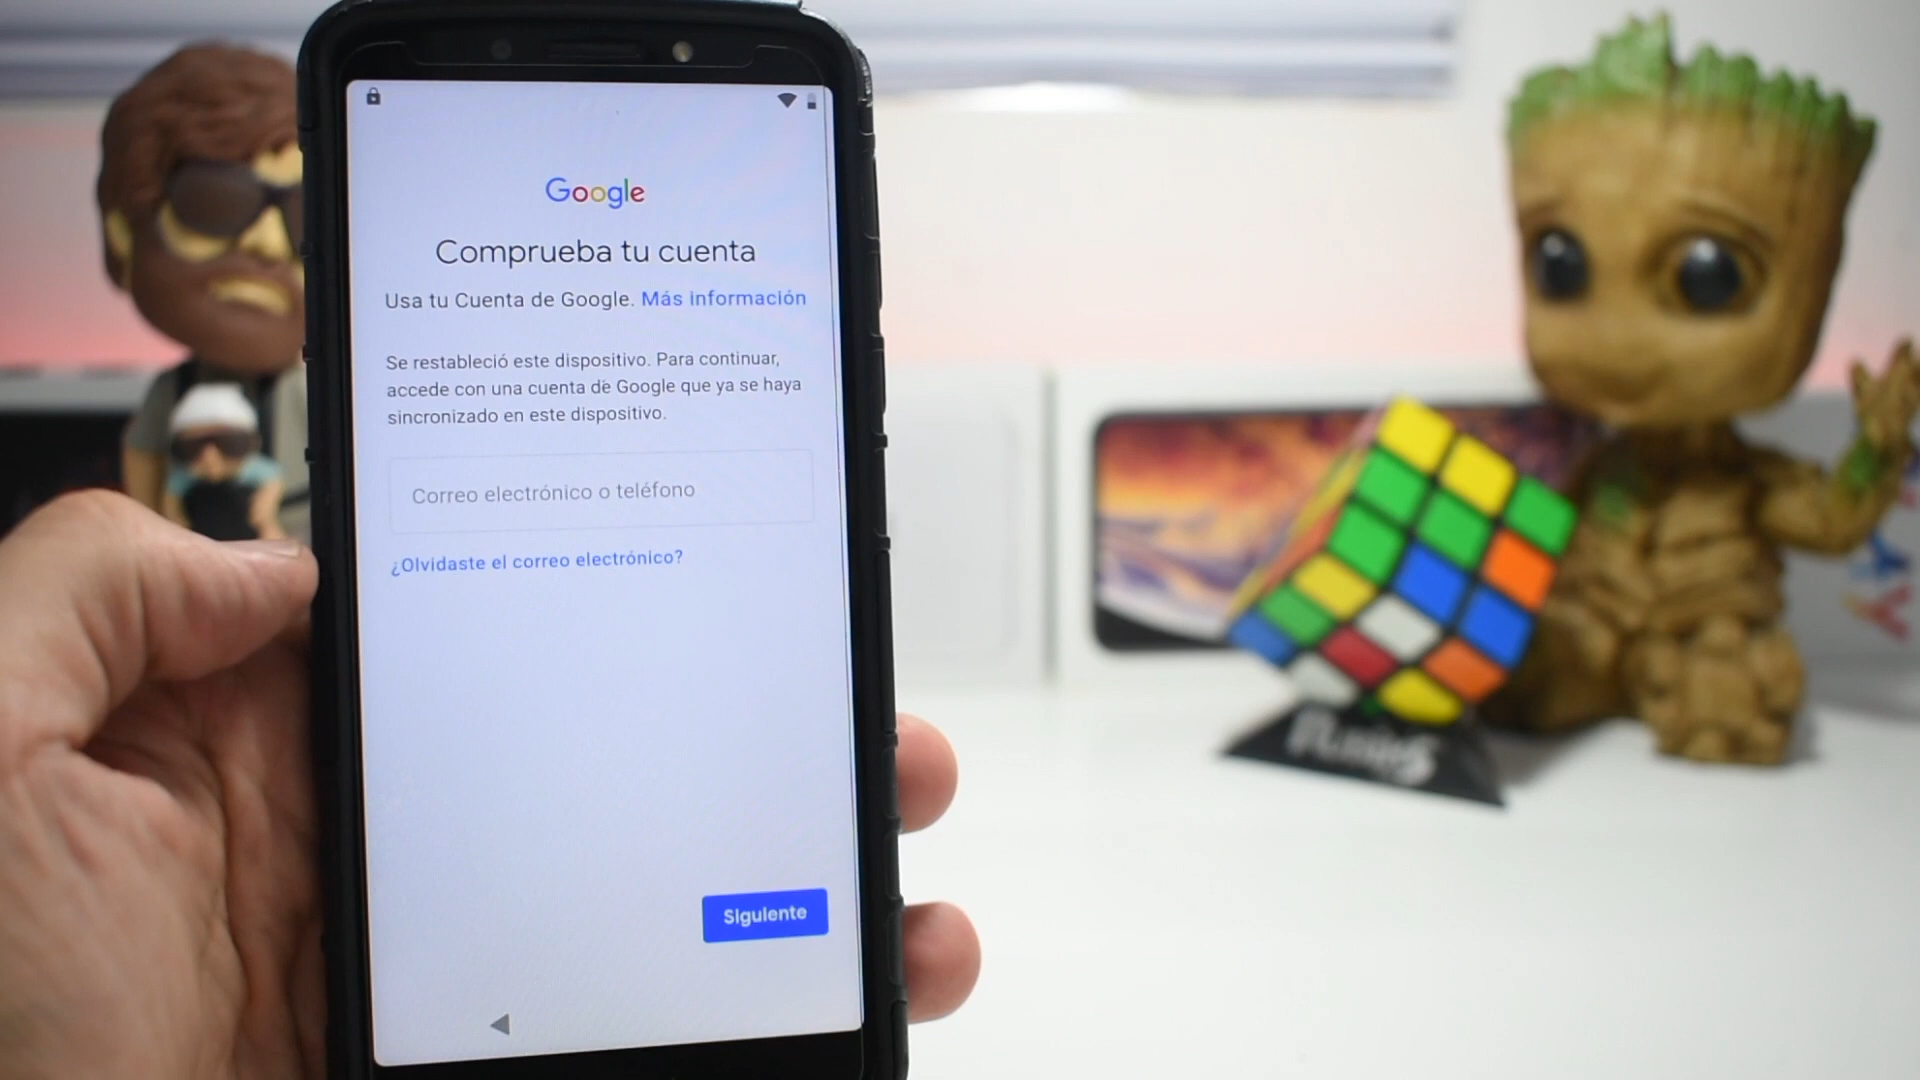 Google
Comprueba tu cuenta
Usa tu Cuenta de Google. Más información
Se restableció este dispositivo. Para continuar,
accede con una cuenta de Google que ya se haya
sincronizado en este dispositivo.
Correo electrónico o teléfono
¿Olvidaste el correo electrónico?
Siguiente